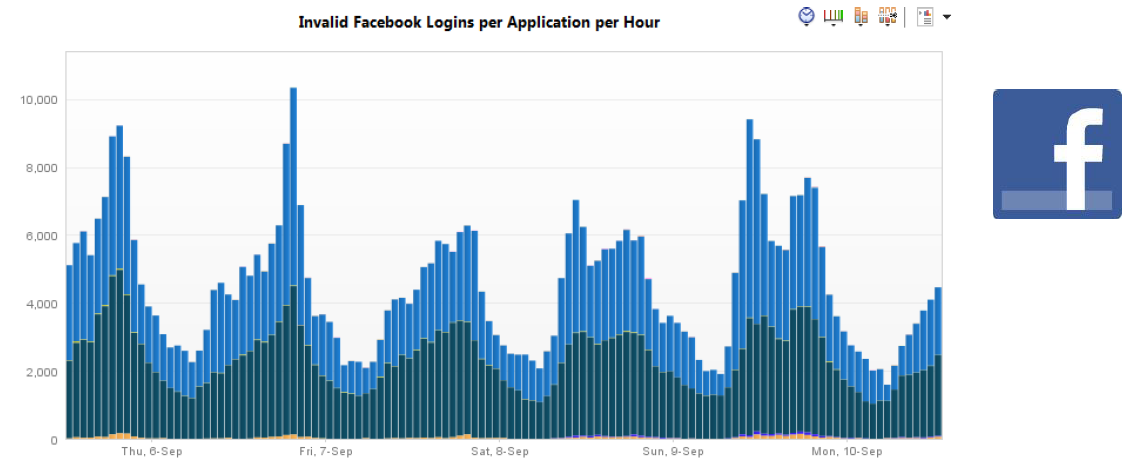 Invalid Facebook Logins per Application per Hour
10,000
8,000
6,000
4,000
2,000
0
Thu, 6-Sep Fri, 7-Sep Sat, 8-Sep Sun, 9-Sep Mon, 10-Sep
f